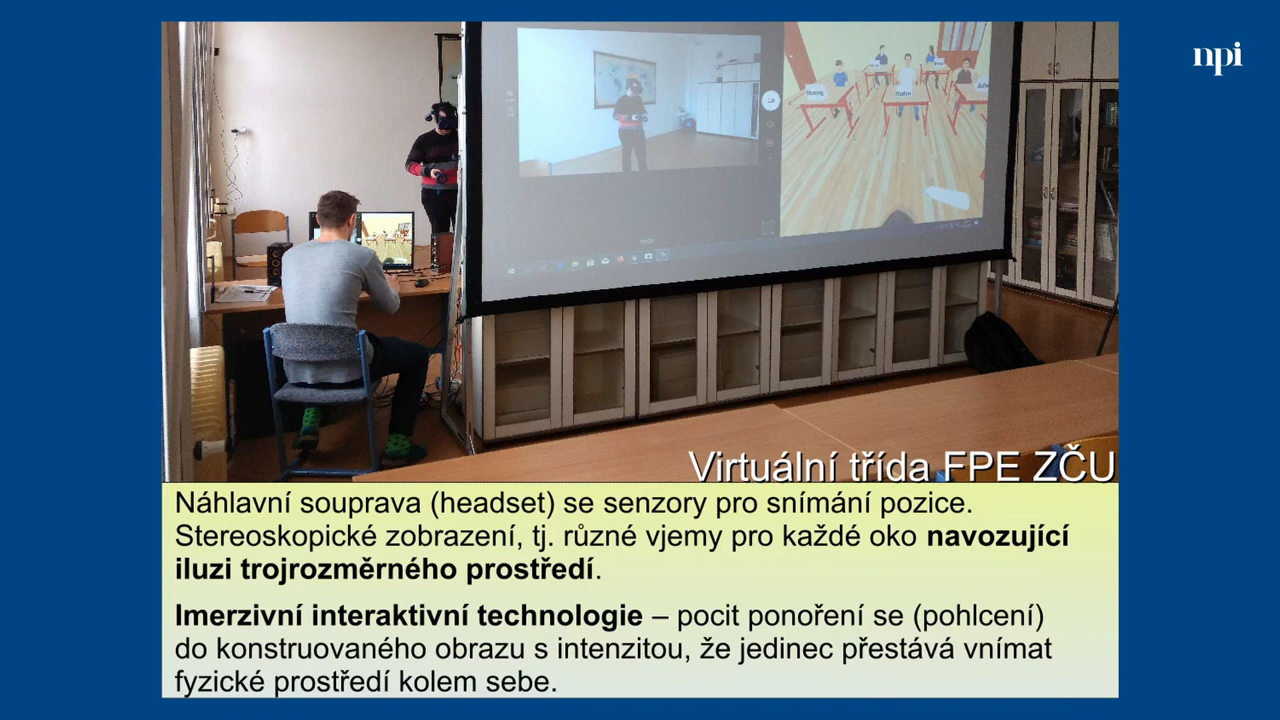 npi
Radim
Virtuální třída FPE ZČU
Náhlavní souprava (headset) se senzory pro snímání pozice.
Stereoskopické zobrazení, tj. různé vjemy pro každé oko navozující
iluzi trojrozměrného prostředí.
Imerzivní interaktivní technologie – pocit ponoření se (pohlcení)
do konstruovaného obrazu s intenzitou, že jedinec přestává vnímat
fyzické prostředí kolem sebe.